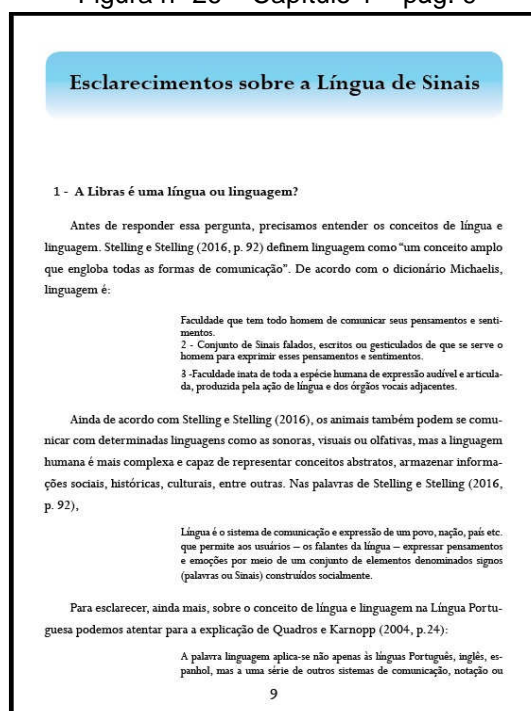 Esclarecimentos sobre a Língua de Sinais
1 - A Libras é uma língua ou linguagem?
Antes de responder essa pergunta, precisamos entender os conceitos de língua e
linguagem. Stelling e Stelling (2016, p. 92) definem linguagem como “um conceito amplo
que engloba todas as formas de comunicação”. De acordo com o dicionário Michaelis,
linguagem é:
Faculdade que tem todo homem de comunicar seus pensamentos e senti-
mentos.
2 - Conjunto de Sinais falados, escritos ou gesticulados de que se serve o
homem para exprimir esses pensamentos e sentimentos.
3 -Faculdade inata de toda a espécie humana de expressão audível e articula-
da, produzida pela ação de língua e dos órgãos vocais adjacentes.
Ainda de acordo com Stelling e Stelling (2016), os animais também podem se comu-
nicar com determinadas linguagens como as sonoras, visuais ou olfativas, mas a linguagem
humana é mais complexa e capaz de representar conceitos abstratos, armazenar informa-
ções sociais, históricas, culturais, entre outras. Nas palavras de Stelling e Stelling (2016,
p. 92),
Língua é o sistema de comunicação e expressão de um povo, nação, país etc.
que permite aos usuários — os falantes da língua — expressar pensamentos
e emoções por meio de um conjunto de elementos denominados signos
(palavras ou Sinais) construídos socialmente.
Para esclarecer, ainda mais, sobre o conceito de língua e linguagem na Língua Portu-
guesa podemos atentar para a explicação de Quadros e Karnopp (2004, p.24):
A palavra linguagem aplica-se não apenas às línguas Português, inglês, es-
panhol, mas a uma série de outros sistemas de comunicação, notação ou
9